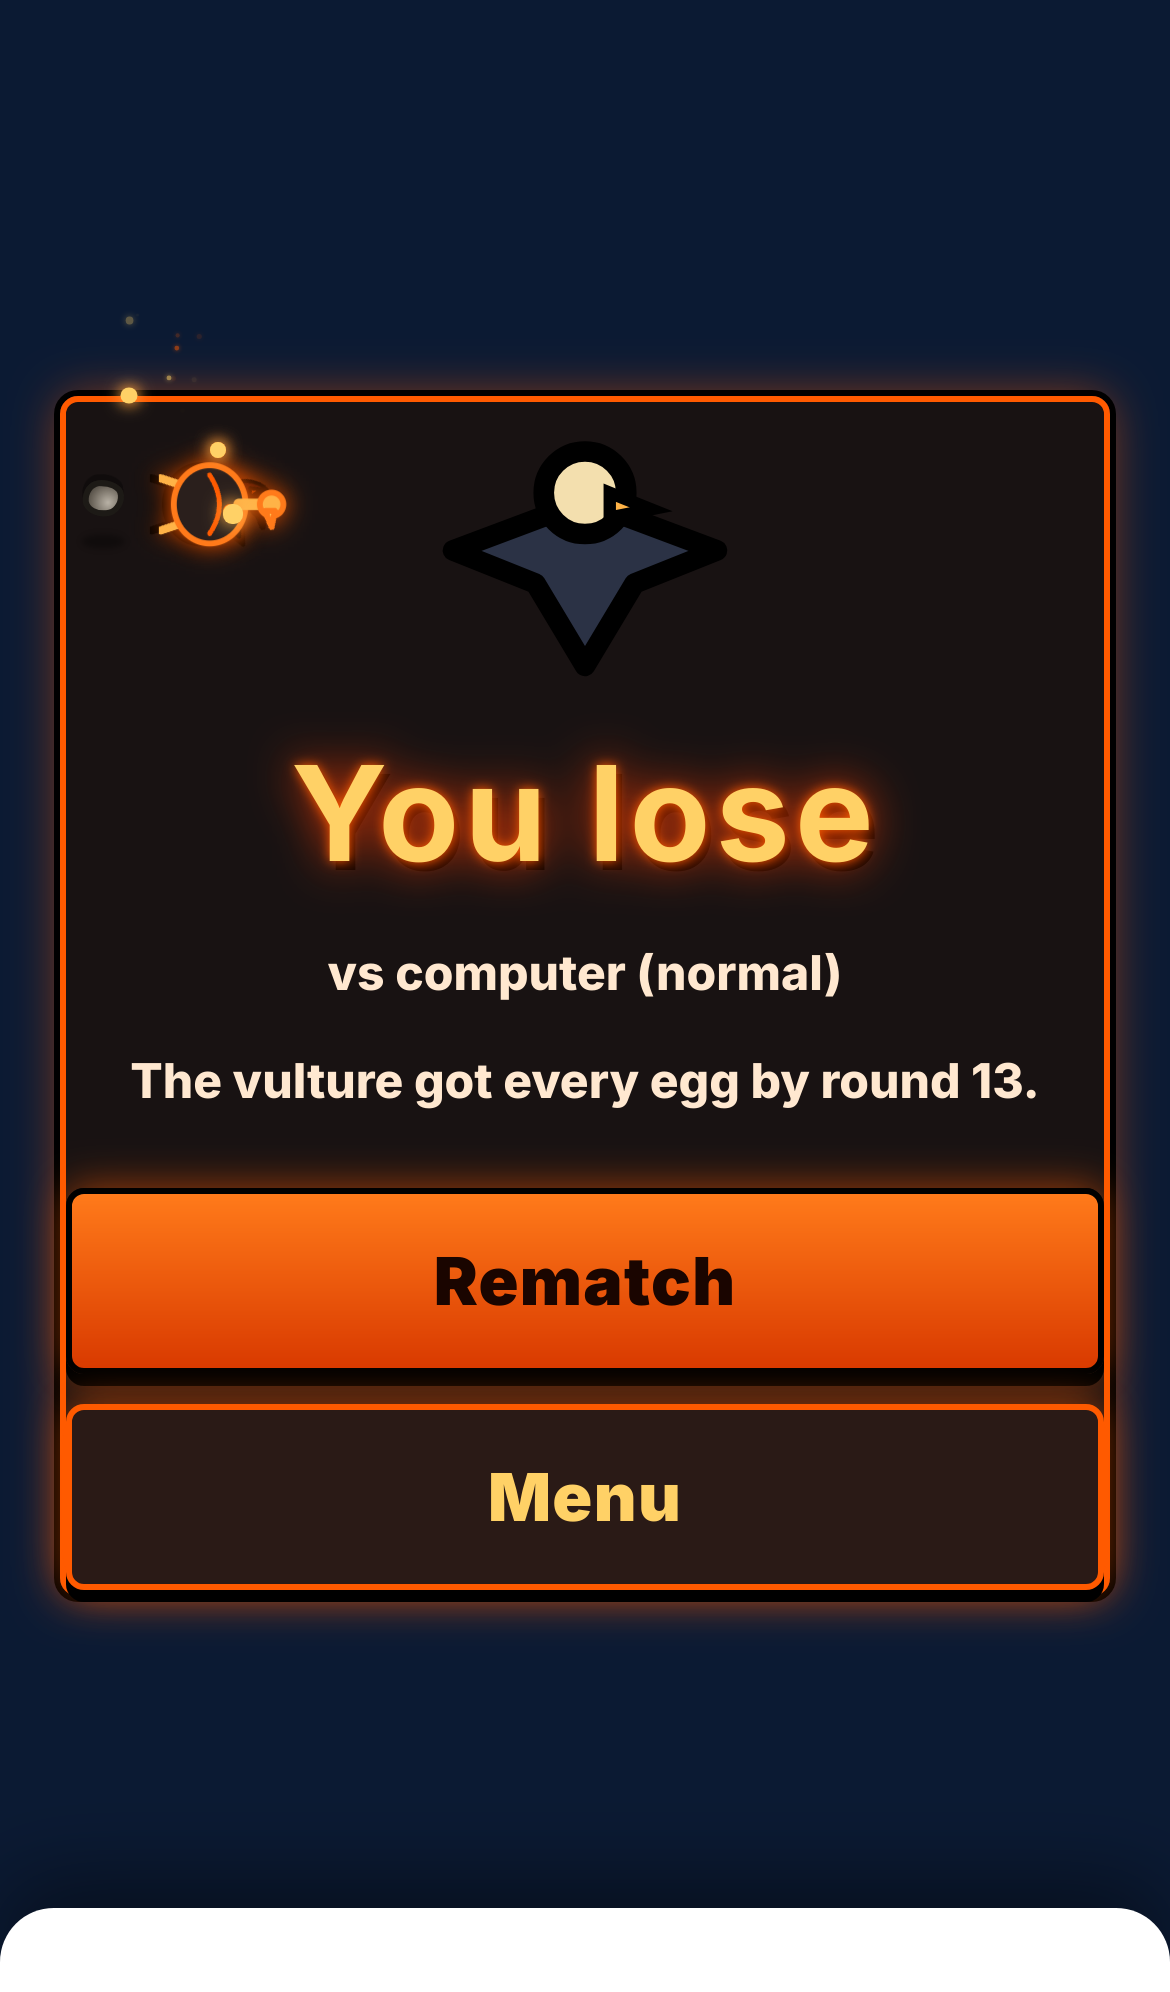 You lose
vs computer (normal)
The vulture got every egg by round 13.
Rematch
Menu